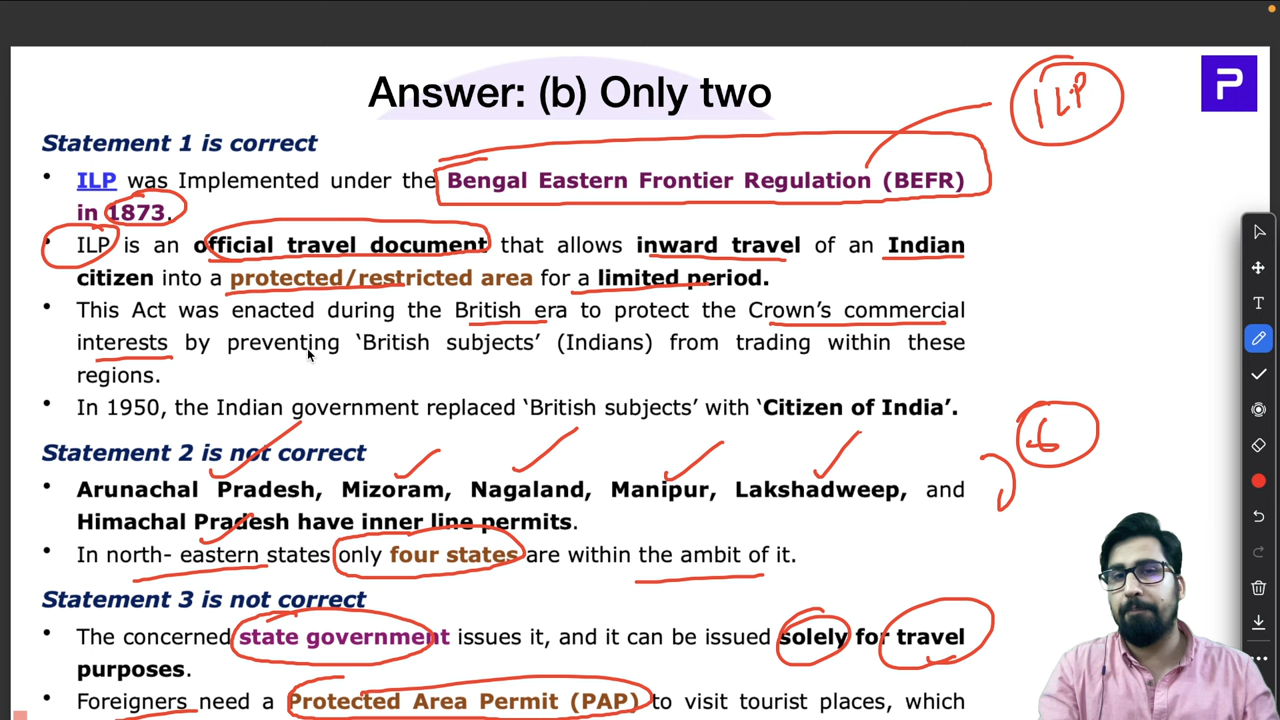 Answer: (b) Only two
P
ILP
Statement 1 is correct
• ILP was Implemented under the Bengal Eastern Frontier Regulation (BEFR)
in 1873.
• ILP is an official travel document that allows inward travel of an Indian
citizen into a protected/restricted area for a limited period.
• This Act was enacted during the British era to protect the Crown’s commercial
interests by preventing ‘British subjects’ (Indians) from trading within these
regions.
• In 1950, the Indian government replaced ‘British subjects’ with ‘Citizen of India’.
6
Statement 2 is not correct
• Arunachal Pradesh, Mizoram, Nagaland, Manipur, Lakshadweep, and
Himachal Pradesh have inner line permits.
• In north- eastern states only four states are within the ambit of it.
Statement 3 is not correct
• The concerned state government issues it, and it can be issued solely for travel
purposes.
• Foreigners need a Protected Area Permit (PAP) to visit tourist places, which